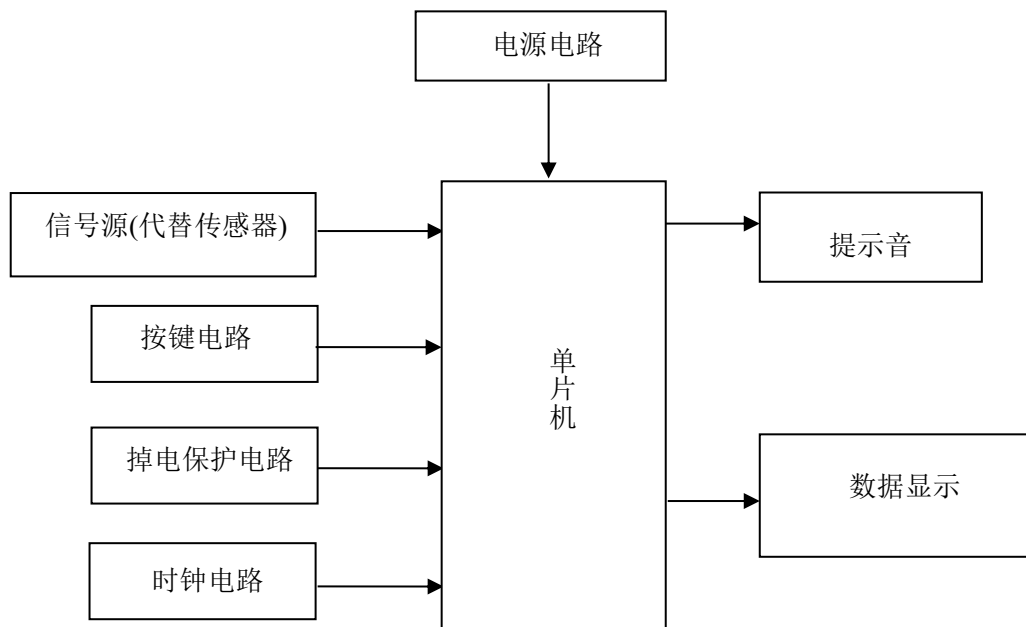 电源电路
信号源(代替传感器)
提示音
按键电路
单
片
机
掉电保护电路
数据显示
时钟电路